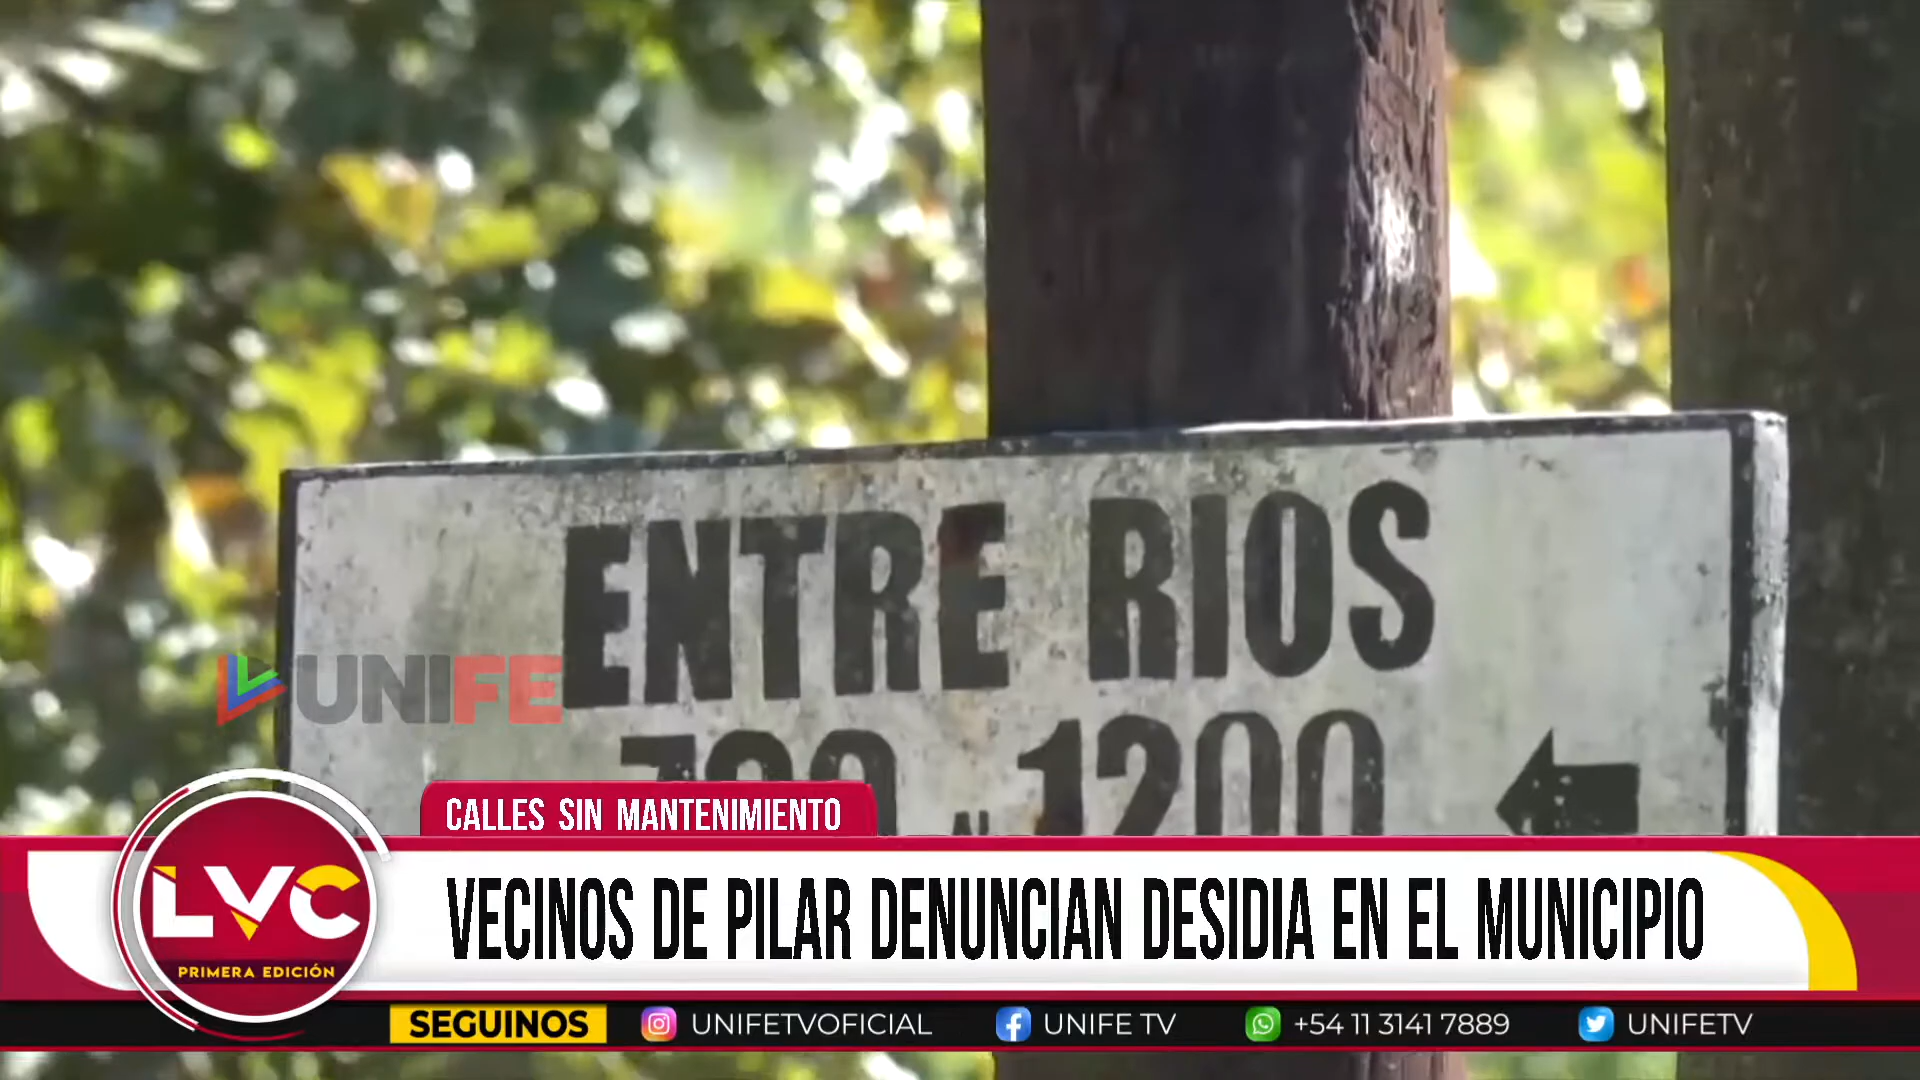 ENTRE RIOS
UNIFE
1200
CALLES SIN MANTENIMIENTO
LVC
VECINOS DE PILAR DENUNCIAN DESIDIA EN EL MUNICIPIO
PRIMERA EDICIÓN
SEGUINOS UNIFETVOFICIAL UNIFE TV +54 11 3141 7889 UNIFETV